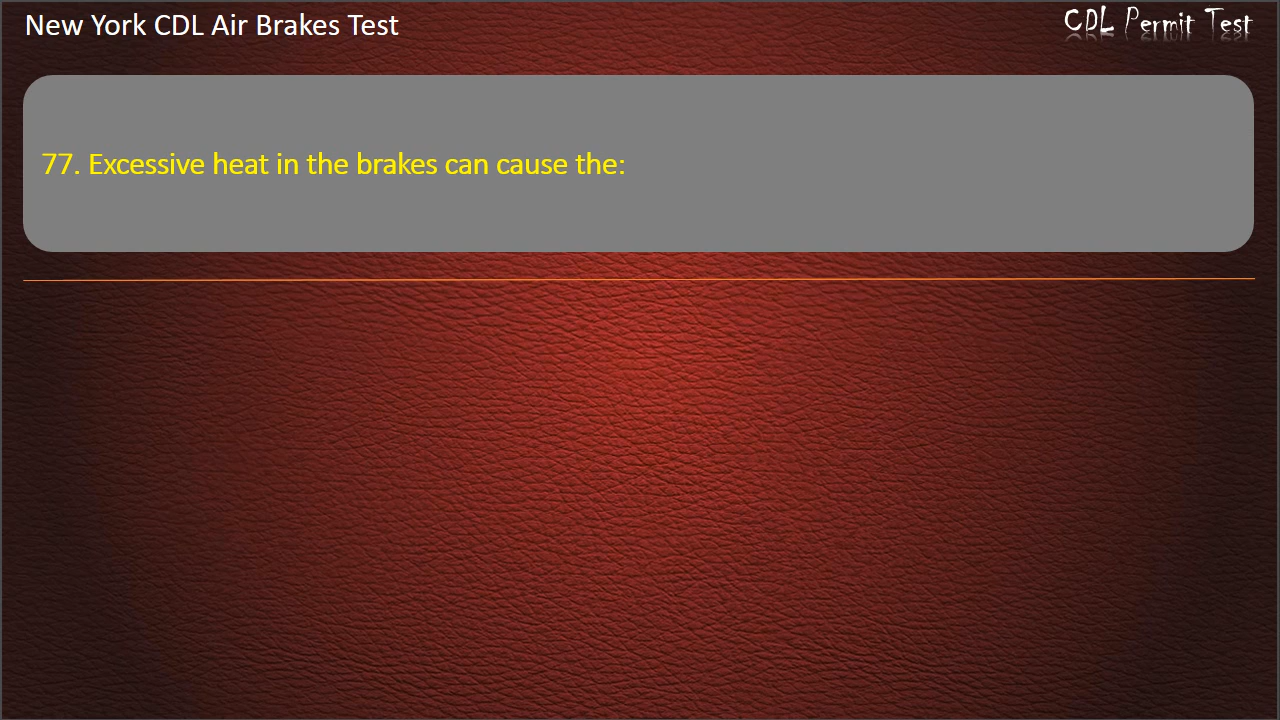 New York CDL Air Brakes Test
CDL Permit Test
77. Excessive heat in the brakes can cause the: